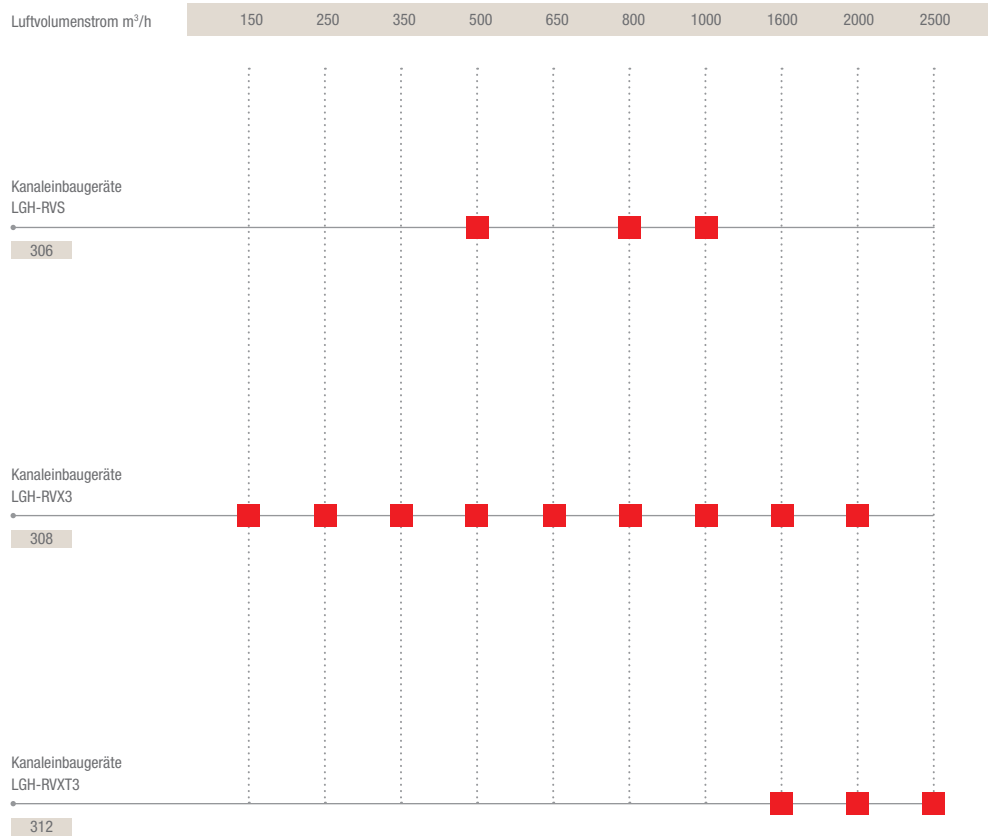 Luftvolumenstrom m³/h 150 250 350 500 650 800 1000 1600 2000 2500
Kanaleinbaugeräte
LGH-RVS
306
Kanaleinbaugeräte
LGH-RVX3
308
Kanaleinbaugeräte
LGH-RVXT3
312